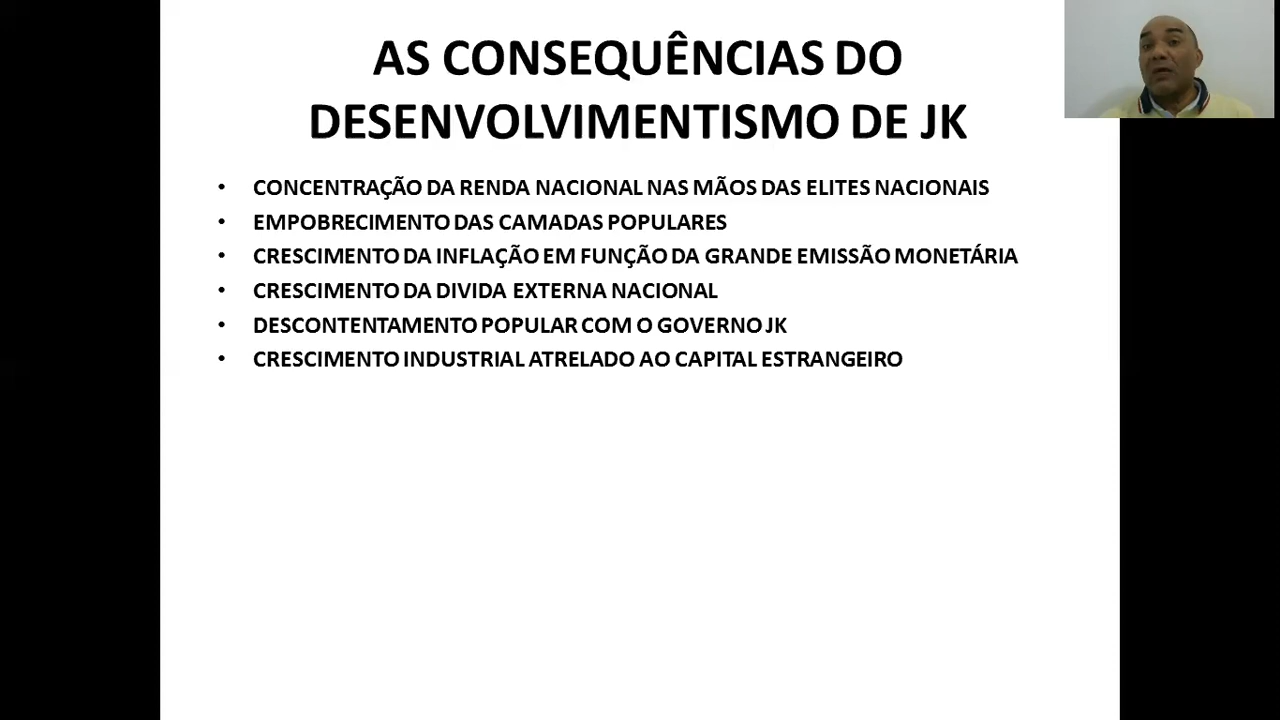 AS CONSEQUÊNCIAS DO
DESENVOLVIMENTISMO DE JK
• CONCENTRAÇÃO DA RENDA NACIONAL NAS MÃOS DAS ELITES NACIONAIS
• EMPOBRECIMENTO DAS CAMADAS POPULARES
• CRESCIMENTO DA INFLAÇÃO EM FUNÇÃO DA GRANDE EMISSÃO MONETÁRIA
• CRESCIMENTO DA DIVIDA EXTERNA NACIONAL
• DESCONTENTAMENTO POPULAR COM O GOVERNO JK
• CRESCIMENTO INDUSTRIAL ATRELADO AO CAPITAL ESTRANGEIRO